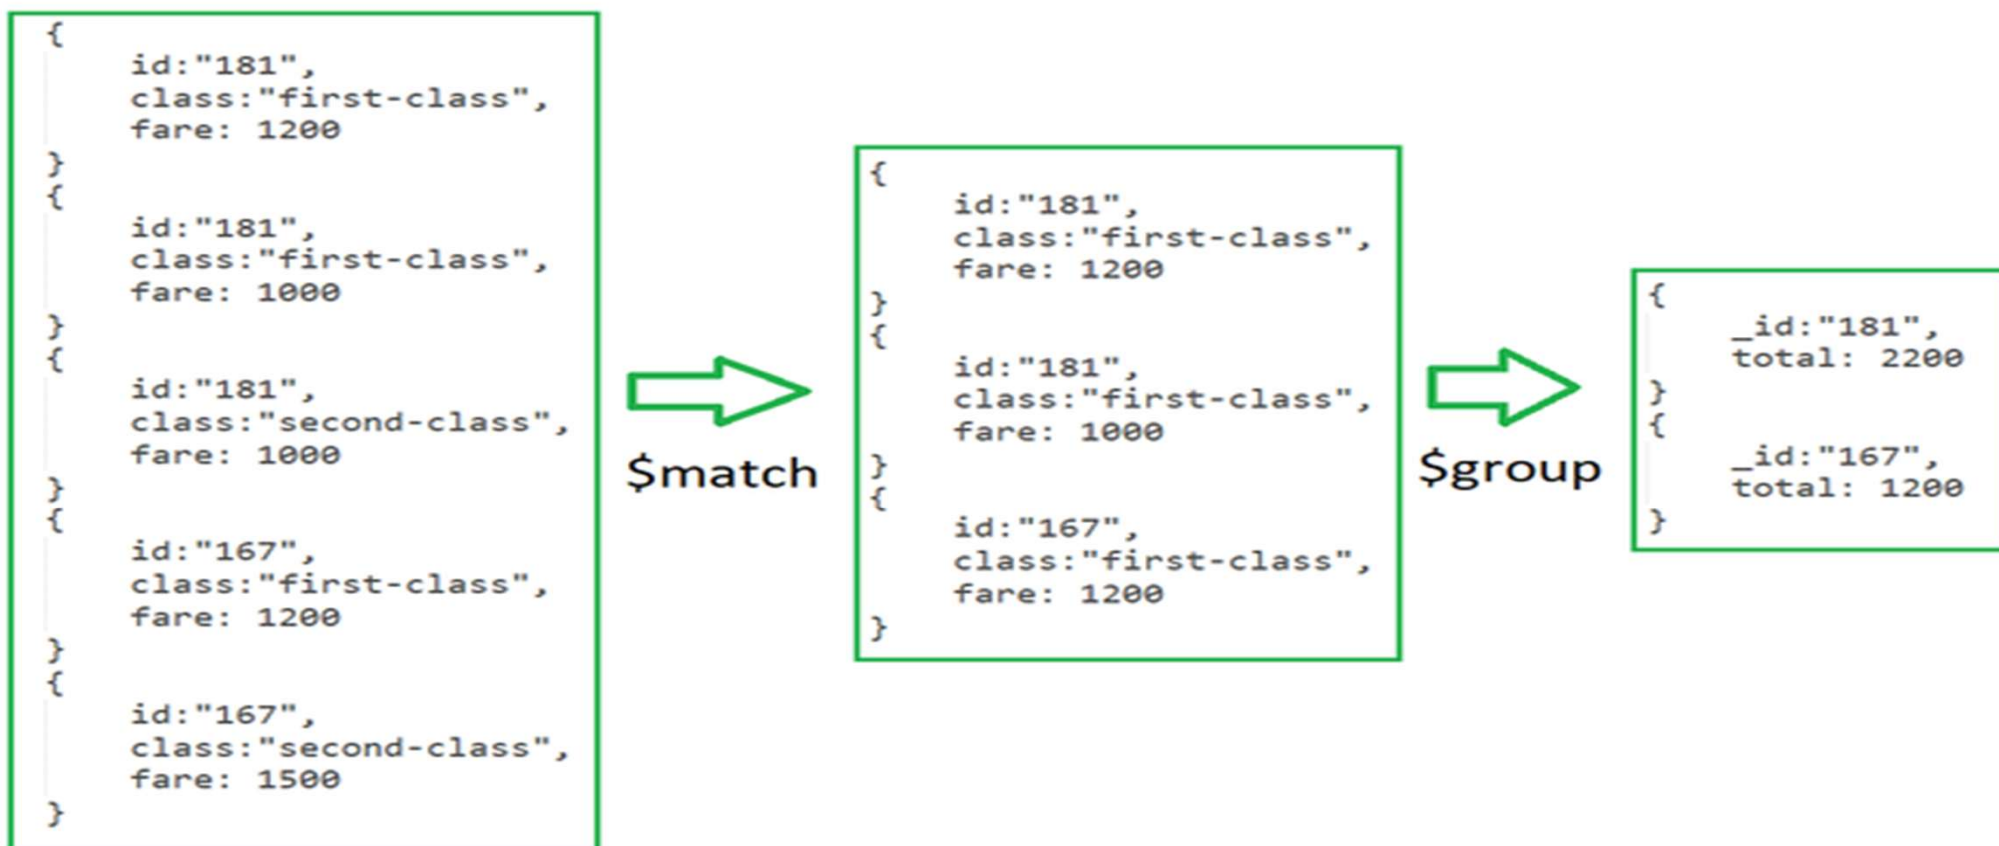 {
id:"181",
class:"first-class",
fare: 1200
}
{
id:"181",
class:"first-class",
fare: 1000
}
{
id:"181",
class:"second-class",
fare: 1000
}
{
id:"167",
class:"first-class",
fare: 1200
}
{
id:"167",
class:"second-class",
fare: 1500
}
$match
{
id:"181",
class:"first-class",
fare: 1200
}
{
id:"181",
class:"first-class",
fare: 1000
}
{
id:"167",
class:"first-class",
fare: 1200
}
$group
{
_id:"181",
total: 2200
}
{
_id:"167",
total: 1200
}